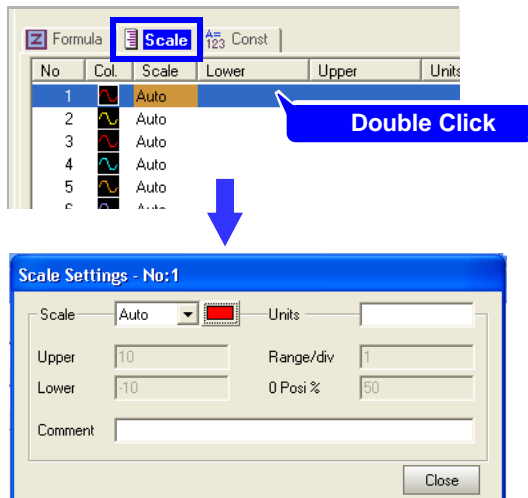 Z Formula Scale A= 123 Const
No Col. Scale Lower Upper Units
1 Auto
Double Click
2 Auto
3 Auto
4 Auto
5 Auto
Scale Settings - No:1
Scale Auto Units
Upper 10 Range/div 1
Lower -10 0 Posi % 50
Comment
Close